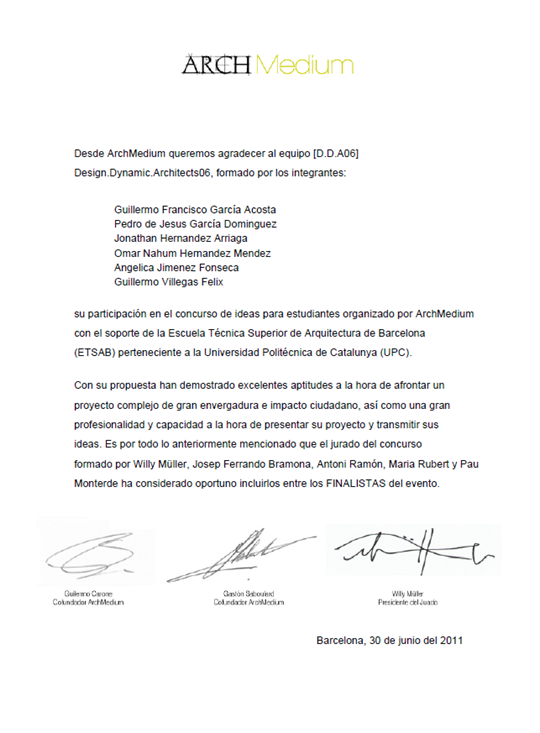 ARCHMedium
Desde ArchMedium queremos agradecer al equipo [D.D.A06]
Design.Dynamic.Architects06, formado por los integrantes:
Guillermo Francisco García Acosta
Pedro de Jesus García Dominguez
Jonathan Hernandez Arriaga
Omar Nahum Hernandez Mendez
Angelica Jimenez Fonseca
Guillermo Villegas Felix
su participación en el concurso de ideas para estudiantes organizado por ArchMedium
con el soporte de la Escuela Técnica Superior de Arquitectura de Barcelona
(ETSAB) perteneciente a la Universidad Politécnica de Catalunya (UPC).
Con su propuesta han demostrado excelentes aptitudes a la hora de afrontar un
proyecto complejo de gran envergadura e impacto ciudadano, así como una gran
profesionalidad y capacidad a la hora de presentar su proyecto y transmitir sus
ideas. Es por todo lo anteriormente mencionado que el jurado del concurso
formado por Willy Müller, Josep Ferrando Bramona, Antoni Ramón, Maria Rubert y Pau
Monterde ha considerado oportuno incluirlos entre los FINALISTAS del evento.
Guillermo Carone Gastón Saboulard Willy Müller
Cofundador ArchMedium Cofundador ArchMedium Presidente del Jurado
Barcelona, 30 de junio del 2011